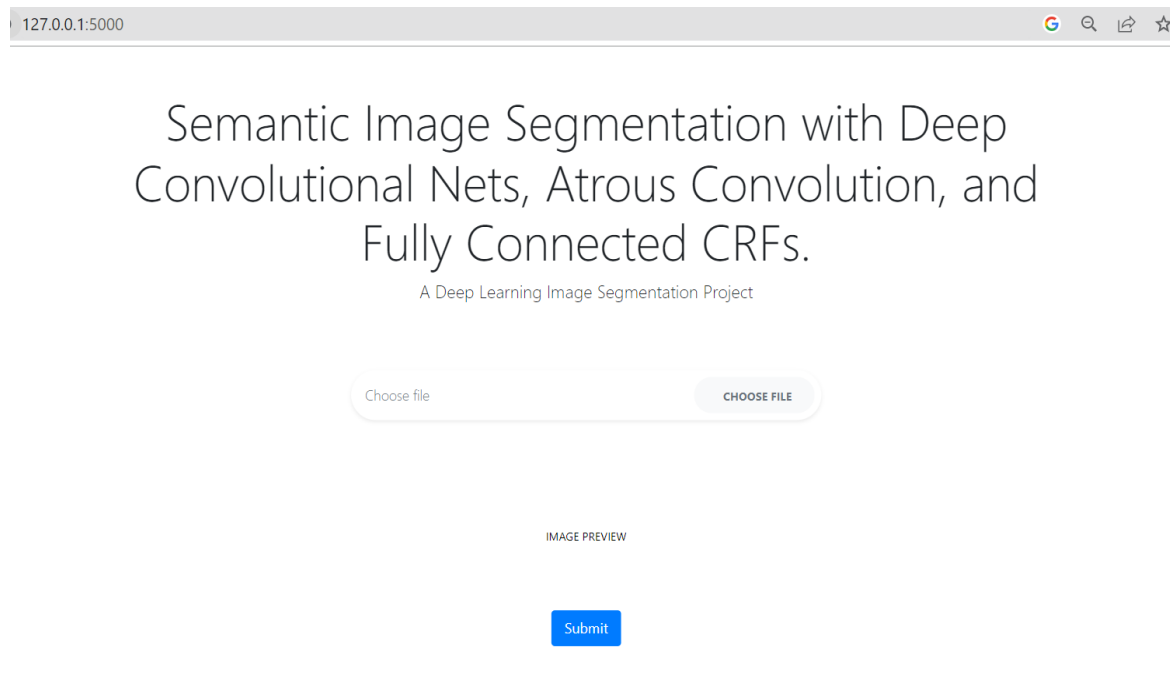 127.0.0.1:5000
Semantic Image Segmentation with Deep
Convolutional Nets, Atrous Convolution, and
Fully Connected CRFs.
A Deep Learning Image Segmentation Project
Choose file
CHOOSE FILE
IMAGE PREVIEW
Submit